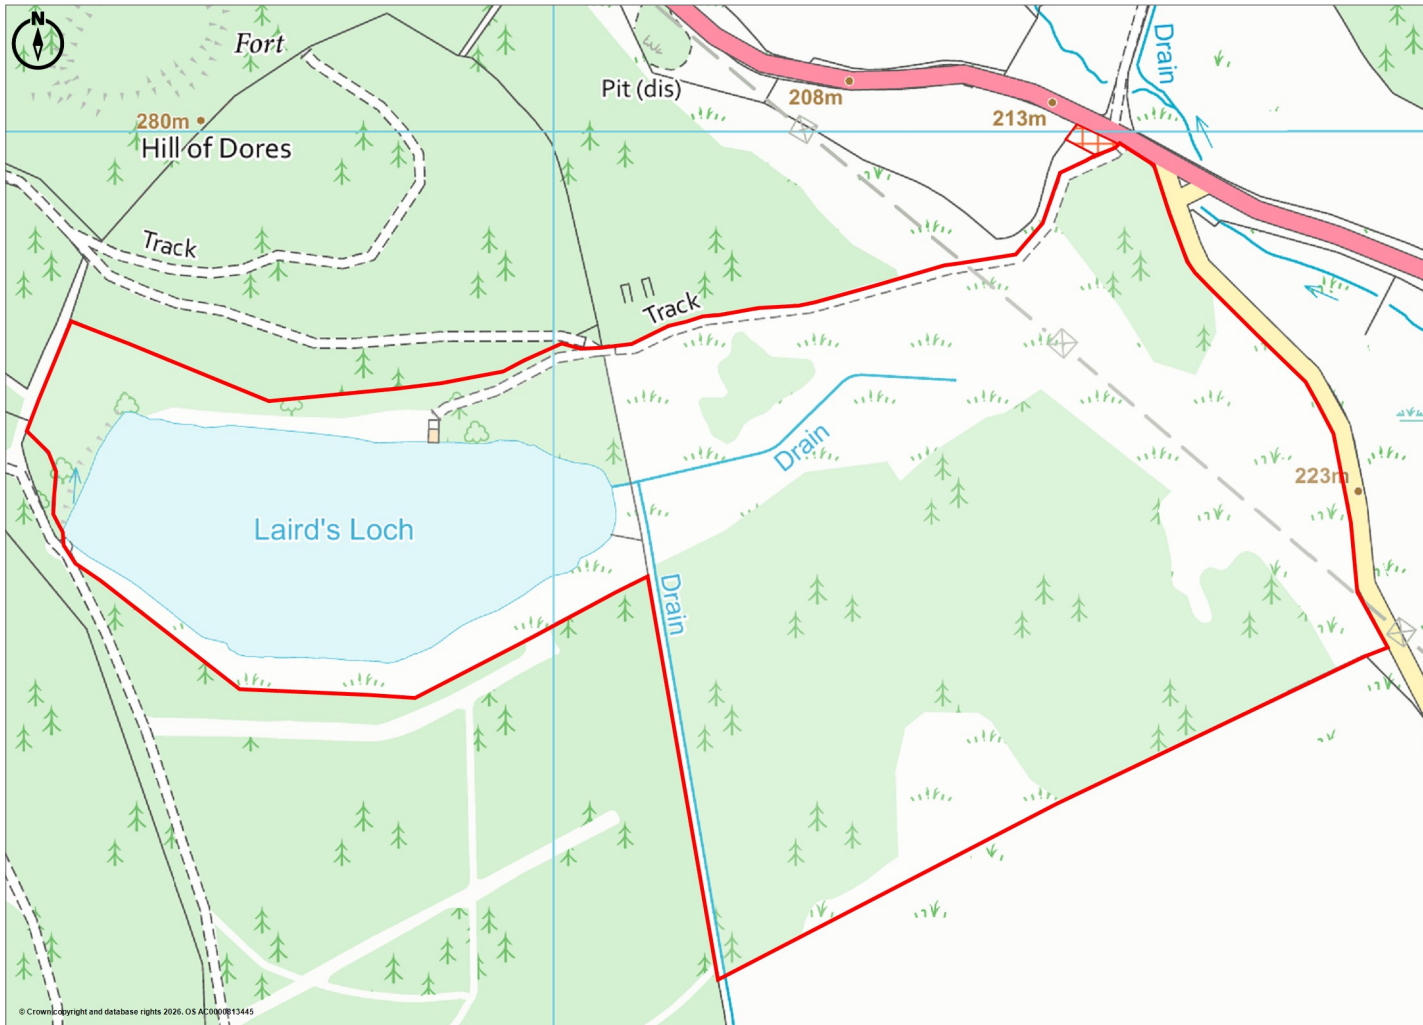 N
Fort
Pit (dis)
208m
213m
Drain
280m
Hill of Dores
Track
Track
Drain
223m
Laird's Loch
Drain
© Crown copyright and database rights 2026. OS AC0000813445